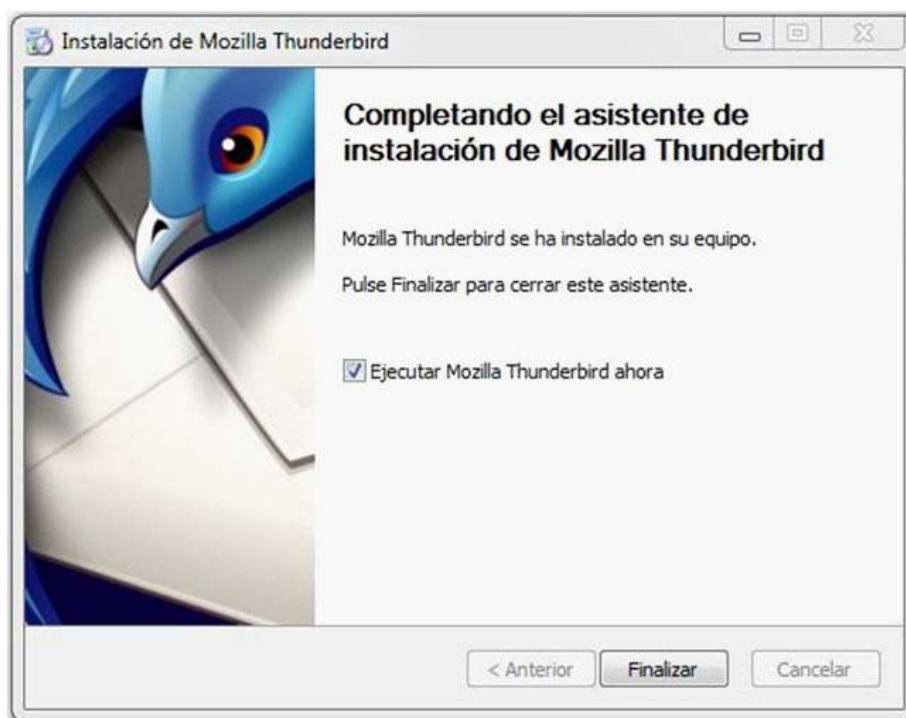 Instalación de Mozilla Thunderbird
Completando el asistente de
instalación de Mozilla Thunderbird
Mozilla Thunderbird se ha instalado en su equipo.
Pulse Finalizar para cerrar este asistente.
Ejecutar Mozilla Thunderbird ahora
< Anterior Finalizar Cancelar